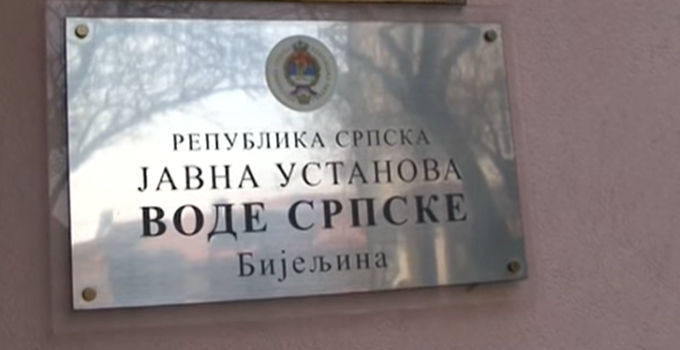 РЕПУБЛИКА СРПСКА
ЈАВНА УСТАНОВА
ВОДЕ СРПСКЕ
Бијељина